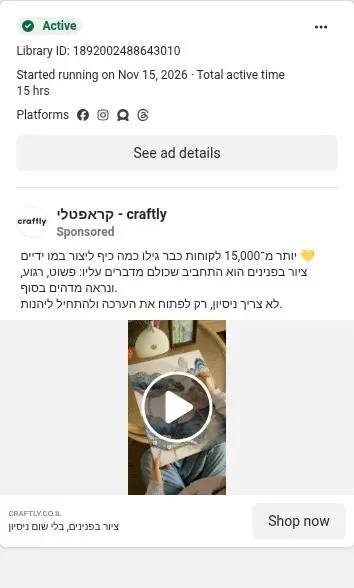 Active
Library ID: 1892002488643010
Started running on Nov 15, 2026 · Total active time
15 hrs
Platforms
See ad details
craftly
קראפטלי - craftly
Sponsored
יותר מ־15,000 לקוחות כבר גילו כמה כיף ליצור במו ידיים 💛
ציור בפנינים הוא התחביב שכולם מדברים עליו: פשוט, רגוע,
ונראה מדהים בסוף.
לא צריך ניסיון, רק לפתוח את הערכה ולהתחיל ליהנות.
CRAFTLY.CO.IL
ציור בפנינים, בלי שום ניסיון
Shop now